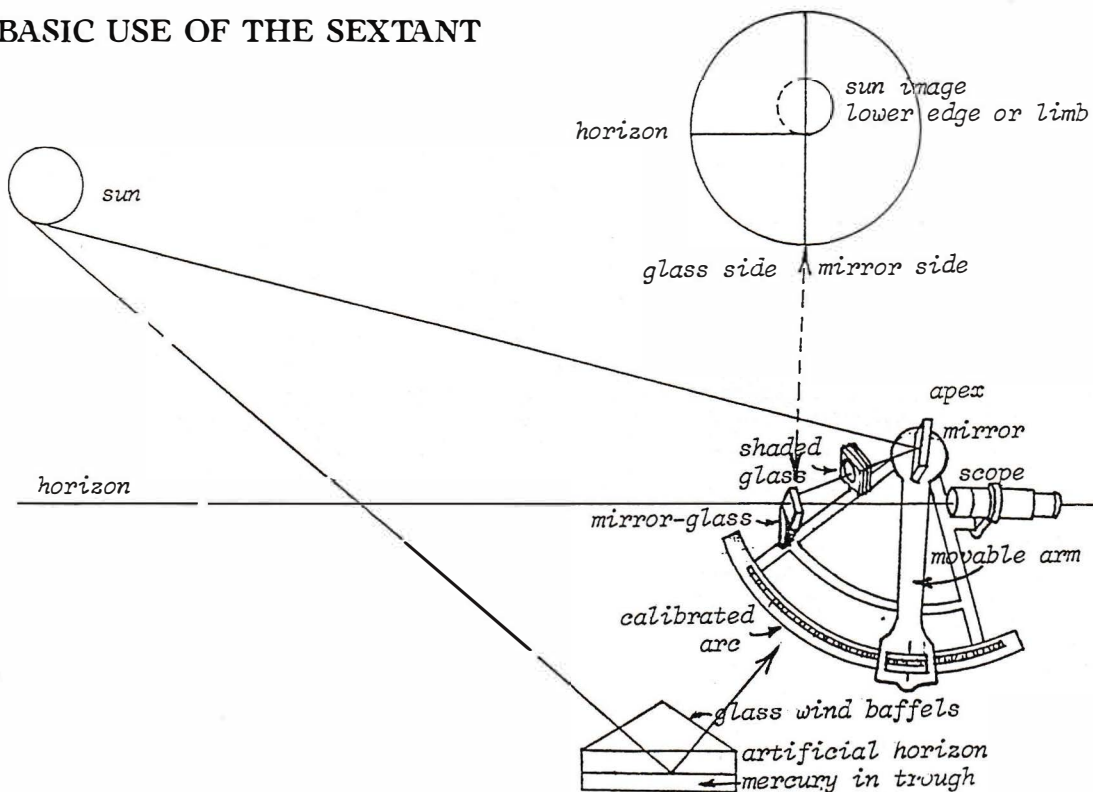 BASIC USE OF THE SEXTANT
sun image
lower edge or limb
horizon
sun
glass side
mirror side
apex
mirror
shaded
glass
scope
horizon
mirror-glass
movable arm
calibrated
arc
glass wind baffels
artificial horizon
mercury in trough